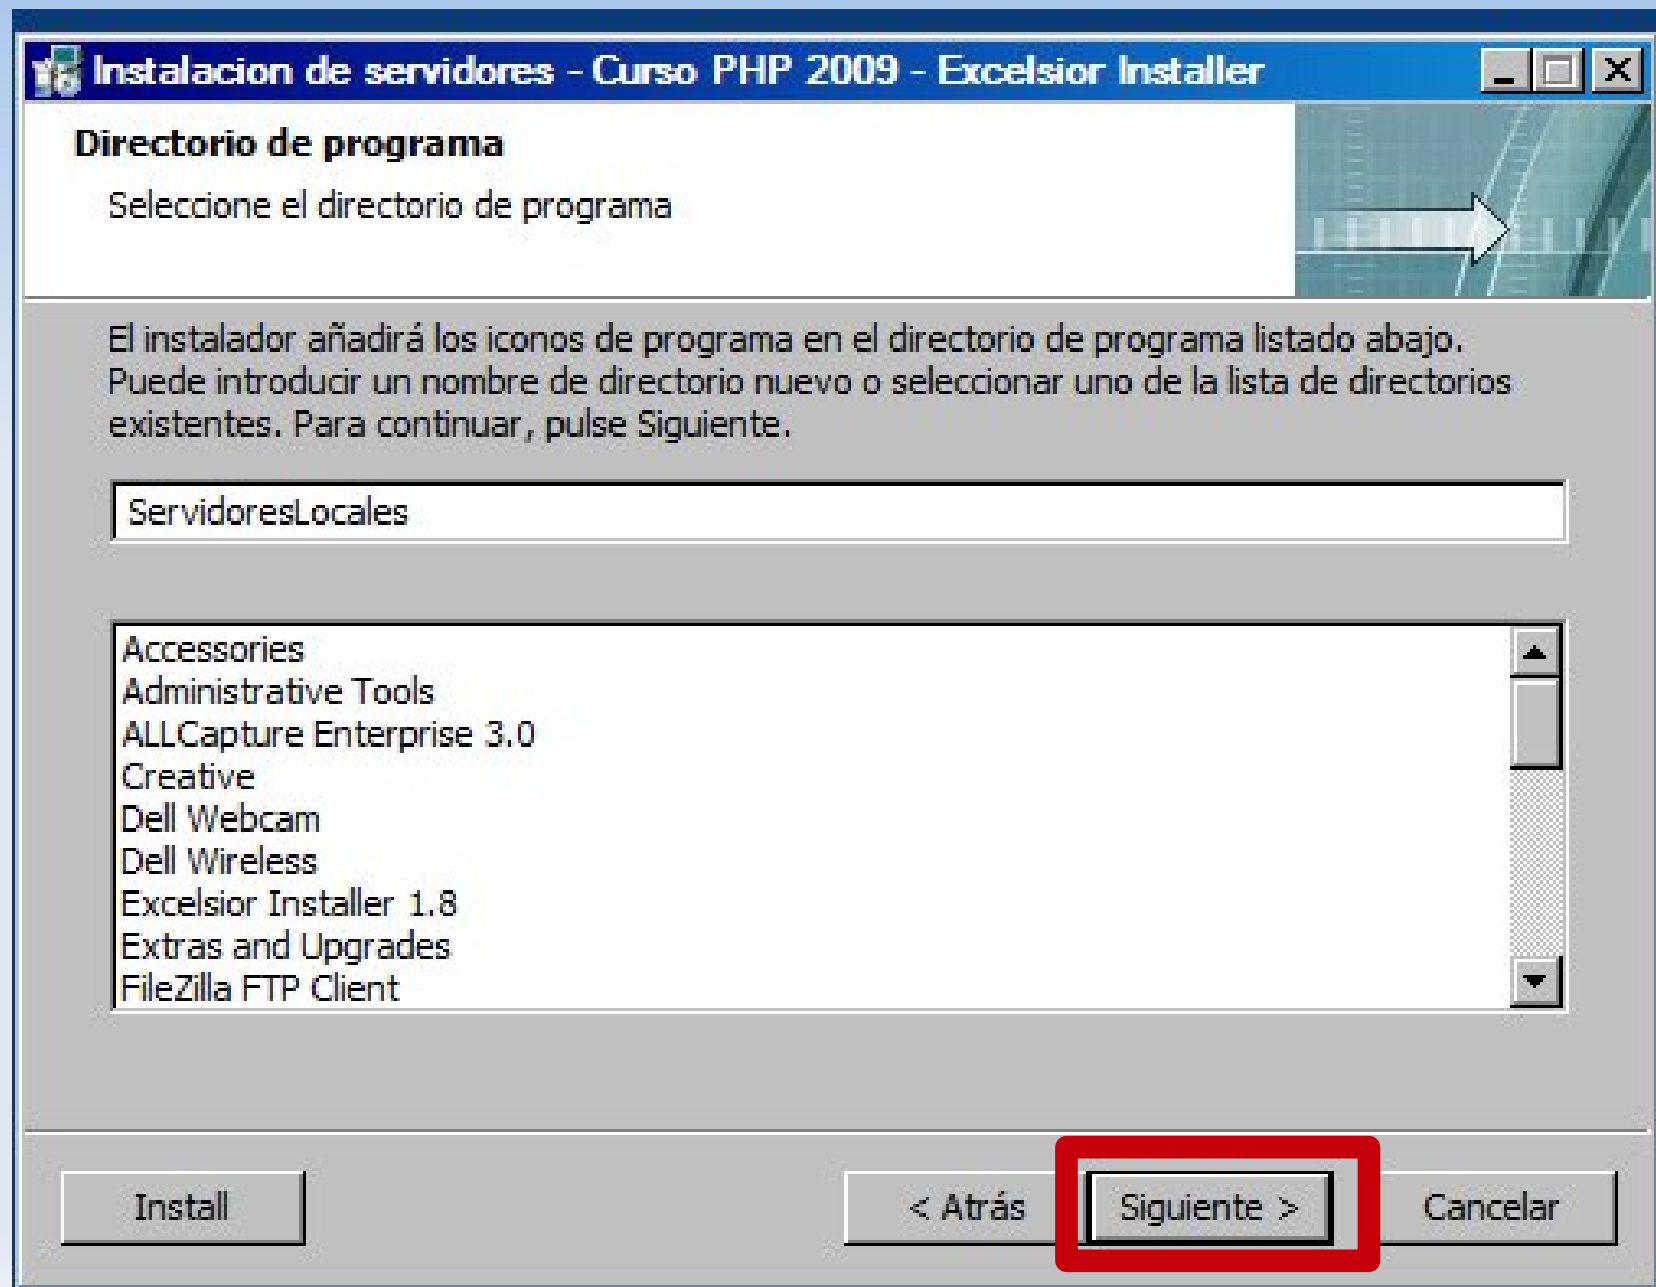 Instalacion de servidores - Curso PHP 2009 - Excelsior Installer
Directorio de programa
Seleccione el directorio de programa
El instalador añadirá los iconos de programa en el directorio de programa listado abajo.
Puede introducir un nombre de directorio nuevo o seleccionar uno de la lista de directorios
existentes. Para continuar, pulse Siguiente.
ServidoresLocales
Accessories
Administrative Tools
ALLCapture Enterprise 3.0
Creative
Dell Webcam
Dell Wireless
Excelsior Installer 1.8
Extras and Upgrades
FileZilla FTP Client
Install
< Atrás
Siguiente >
Cancelar